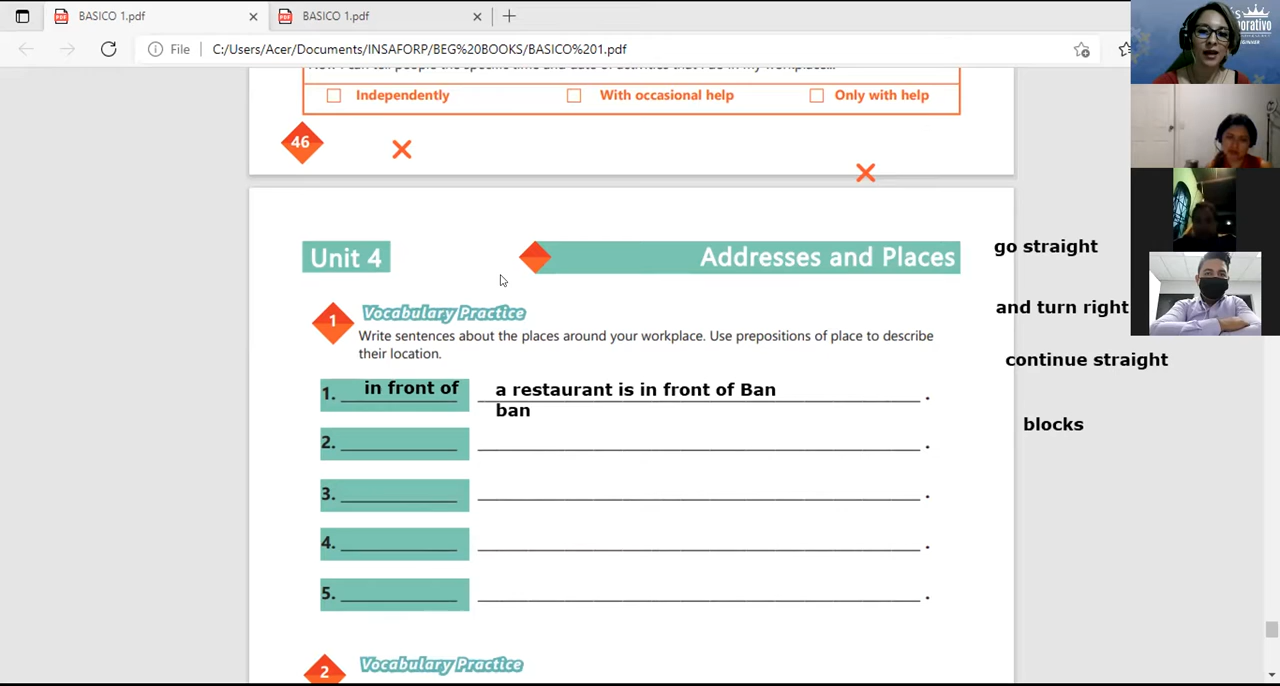 BASICO 1.pdf
BASICO 1.pdf
File
C:/Users/Acer/Documents/INSAFORP/BEG%20BOOKS/BASICO%201.pdf
Independently
With occasional help
Only with help
46
Unit 4
Addresses and Places
1
Vocabulary Practice
Write sentences about the places around your workplace. Use prepositions of place to describe
their location.
1. in front of a restaurant is in front of Ban
ban
2.
3.
4.
5.
2
Vocabulary Practice
go straight
and turn right
continue straight
blocks